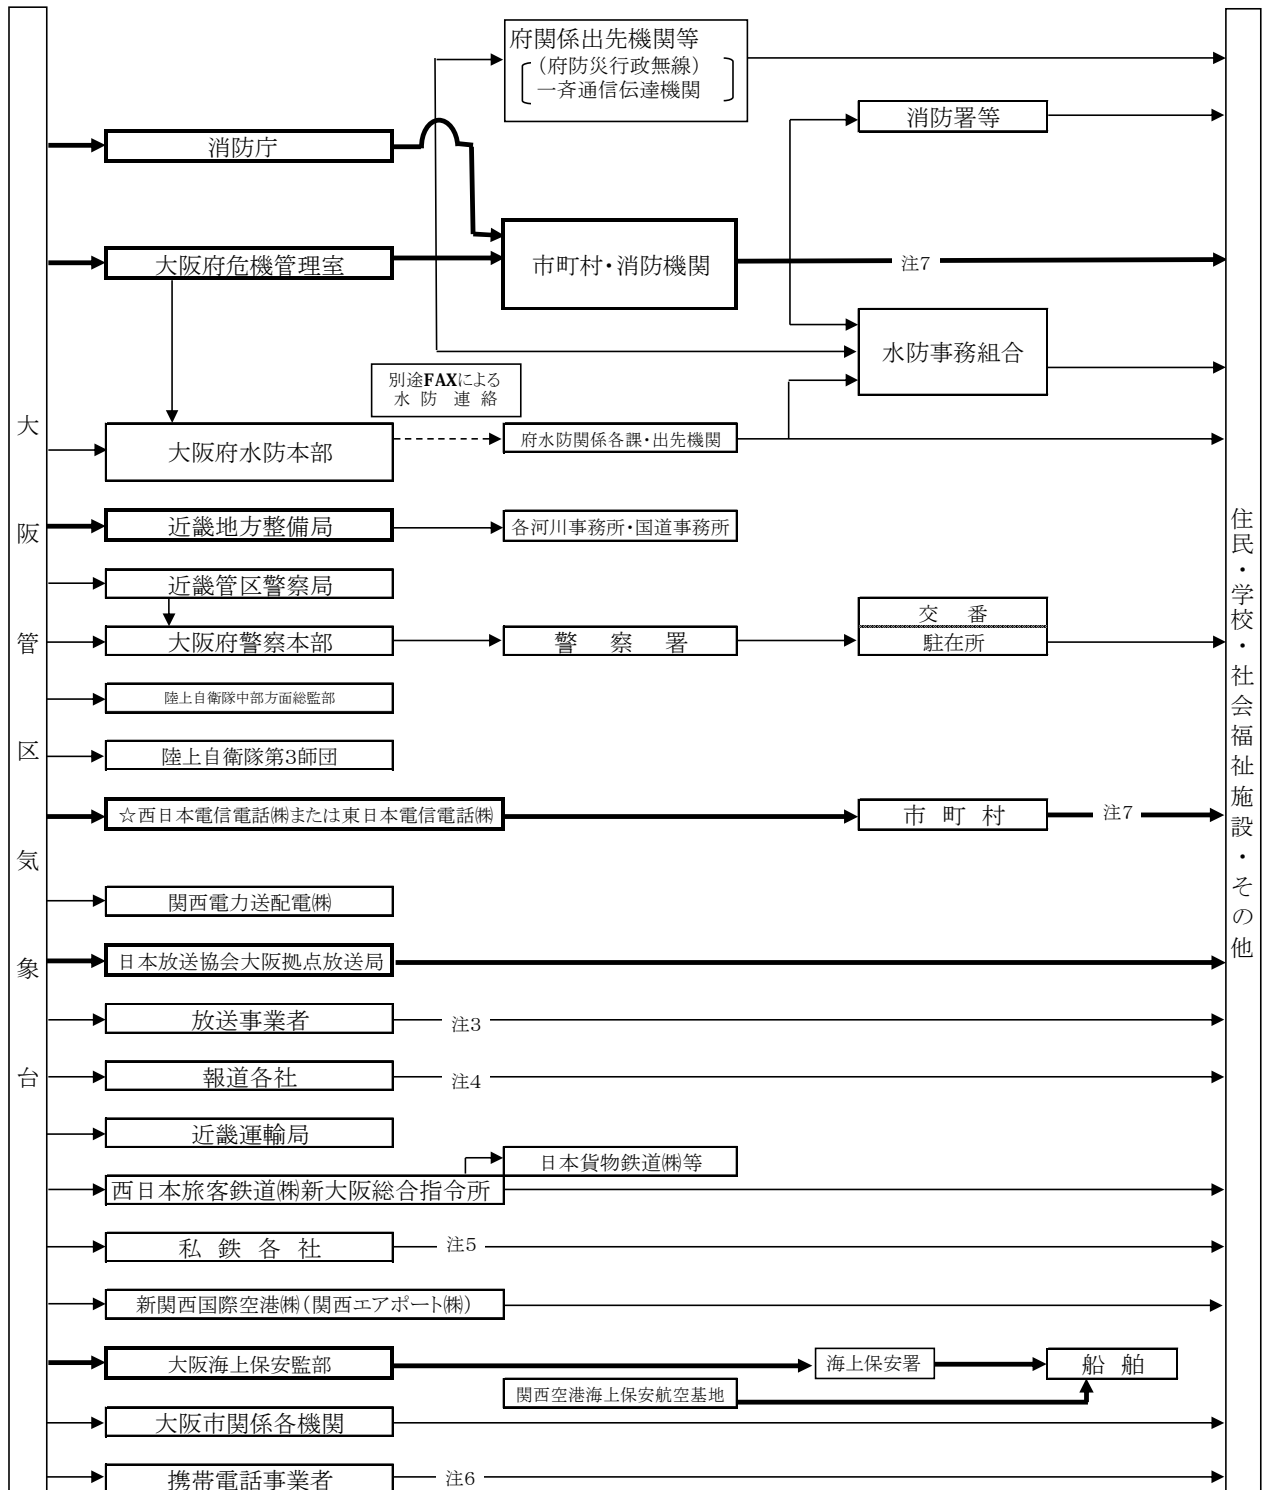 大阪管区気象台
府関係出先機関等
(府防災行政無線)
一斉通信伝達機関
消防署等
消防庁
大阪府危機管理室
市町村・消防機関
注7
水防事務組合
別途FAXによる
水 防 連 絡
大阪府水防本部
府水防関係各課・出先機関
近畿地方整備局
各河川事務所・国道事務所
近畿管区警察局
大阪府警察本部
警 察 署
交 番
駐在所
陸上自衛隊中部方面総監部
陸上自衛隊第3師団
☆西日本電信電話㈱または東日本電信電話㈱
市 町 村
注7
関西電力送配電㈱
日本放送協会大阪拠点放送局
放送事業者
注3
報道各社
注4
近畿運輸局
日本貨物鉄道㈱等
西日本旅客鉄道㈱新大阪総合指令所
私 鉄 各 社
注5
新関西国際空港㈱(関西エアポート㈱)
大阪海上保安監部
海上保安署
船 舶
関西空港海上保安航空基地
大阪市関係各機関
携帯電話事業者
注6
住民・学校・社会福祉施設・その他